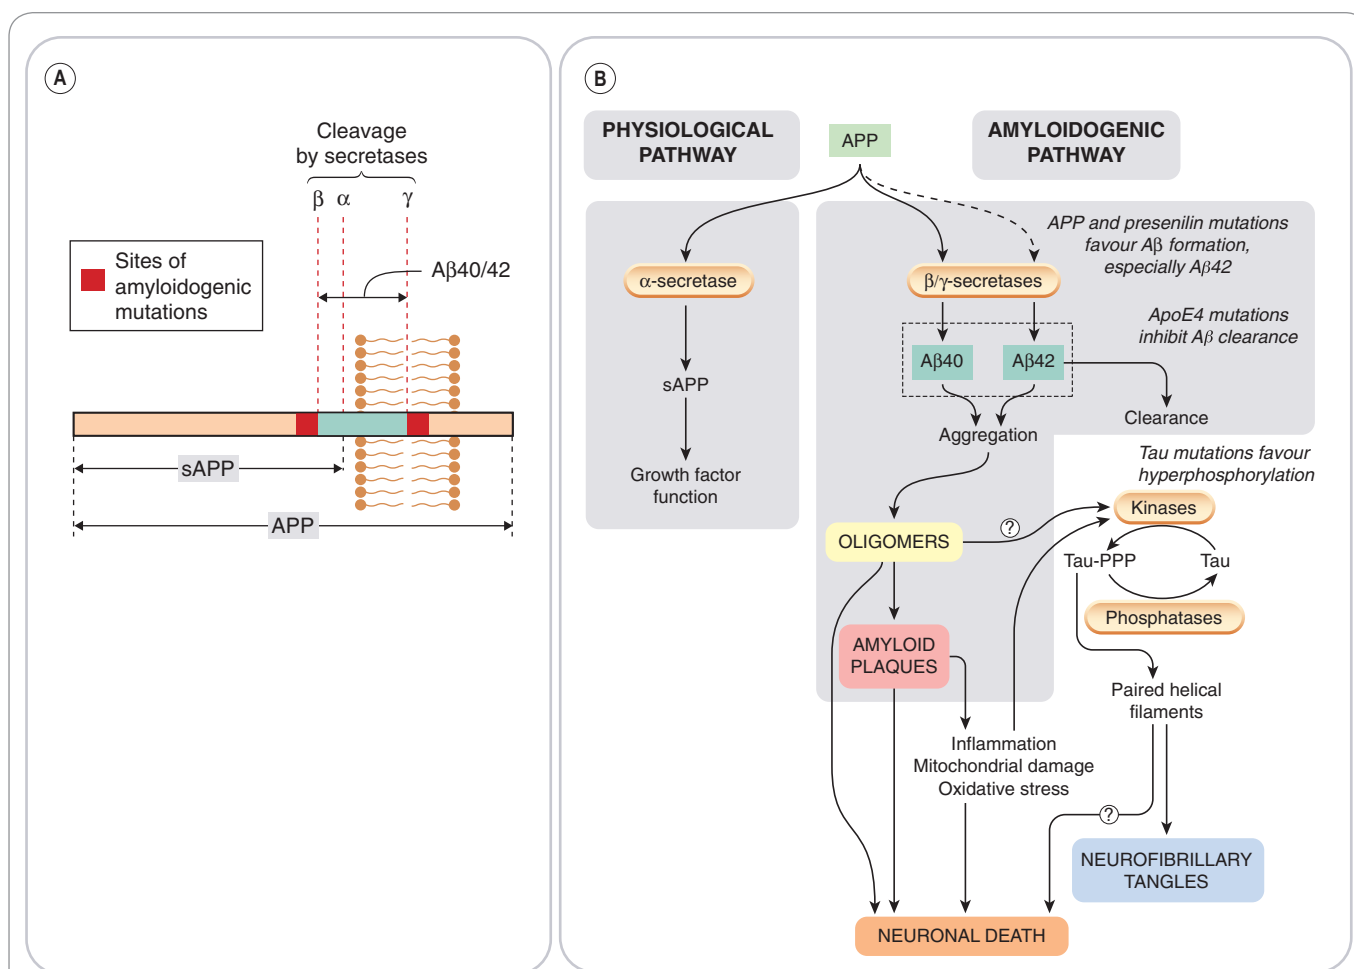 A
Cleavage
by secretases
β α γ
Sites of
amyloidogenic
mutations
Aβ40/42
sAPP
APP
B
PHYSIOLOGICAL
PATHWAY
APP
AMYLOIDOGENIC
PATHWAY
APP and presenilin mutations
favour Aβ formation,
especially Aβ42
α-secretase
β/γ-secretases
ApoE4 mutations
inhibit Aβ clearance
Aβ40
Aβ42
sAPP
Clearance
Aggregation
Growth factor
function
Tau mutations favour
hyperphosphorylation
Kinases
?
OLIGOMERS
Tau-PPP
Tau
Phosphatases
AMYLOID
PLAQUES
Paired helical
filaments
Inflammation
Mitochondrial damage
Oxidative stress
?
NEUROFIBRILLARY
TANGLES
NEURONAL DEATH